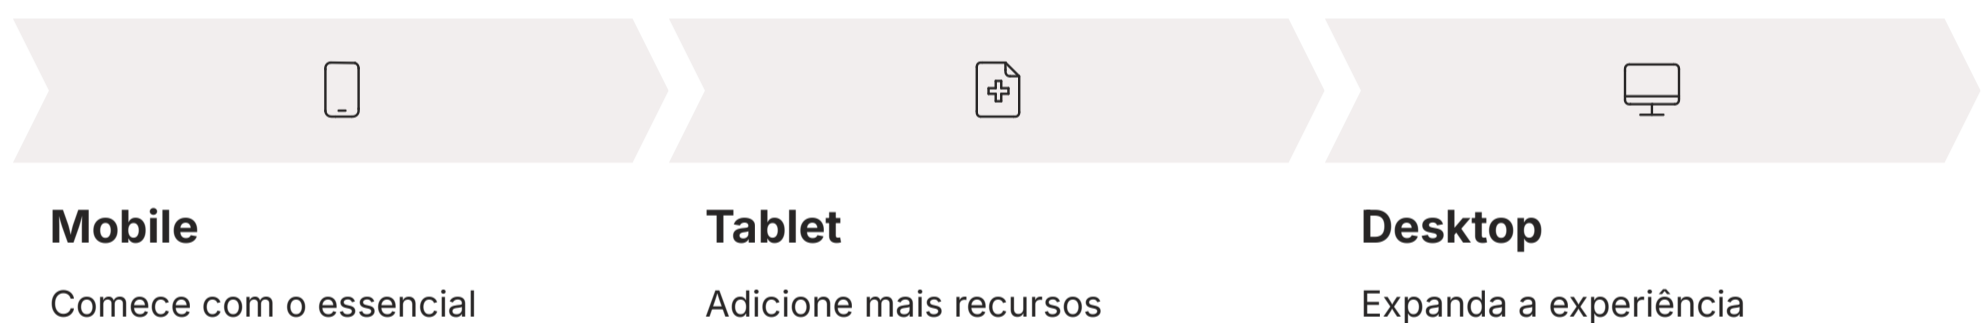 Mobile
Comece com o essencial
Tablet
Adicione mais recursos
Desktop
Expanda a experiência